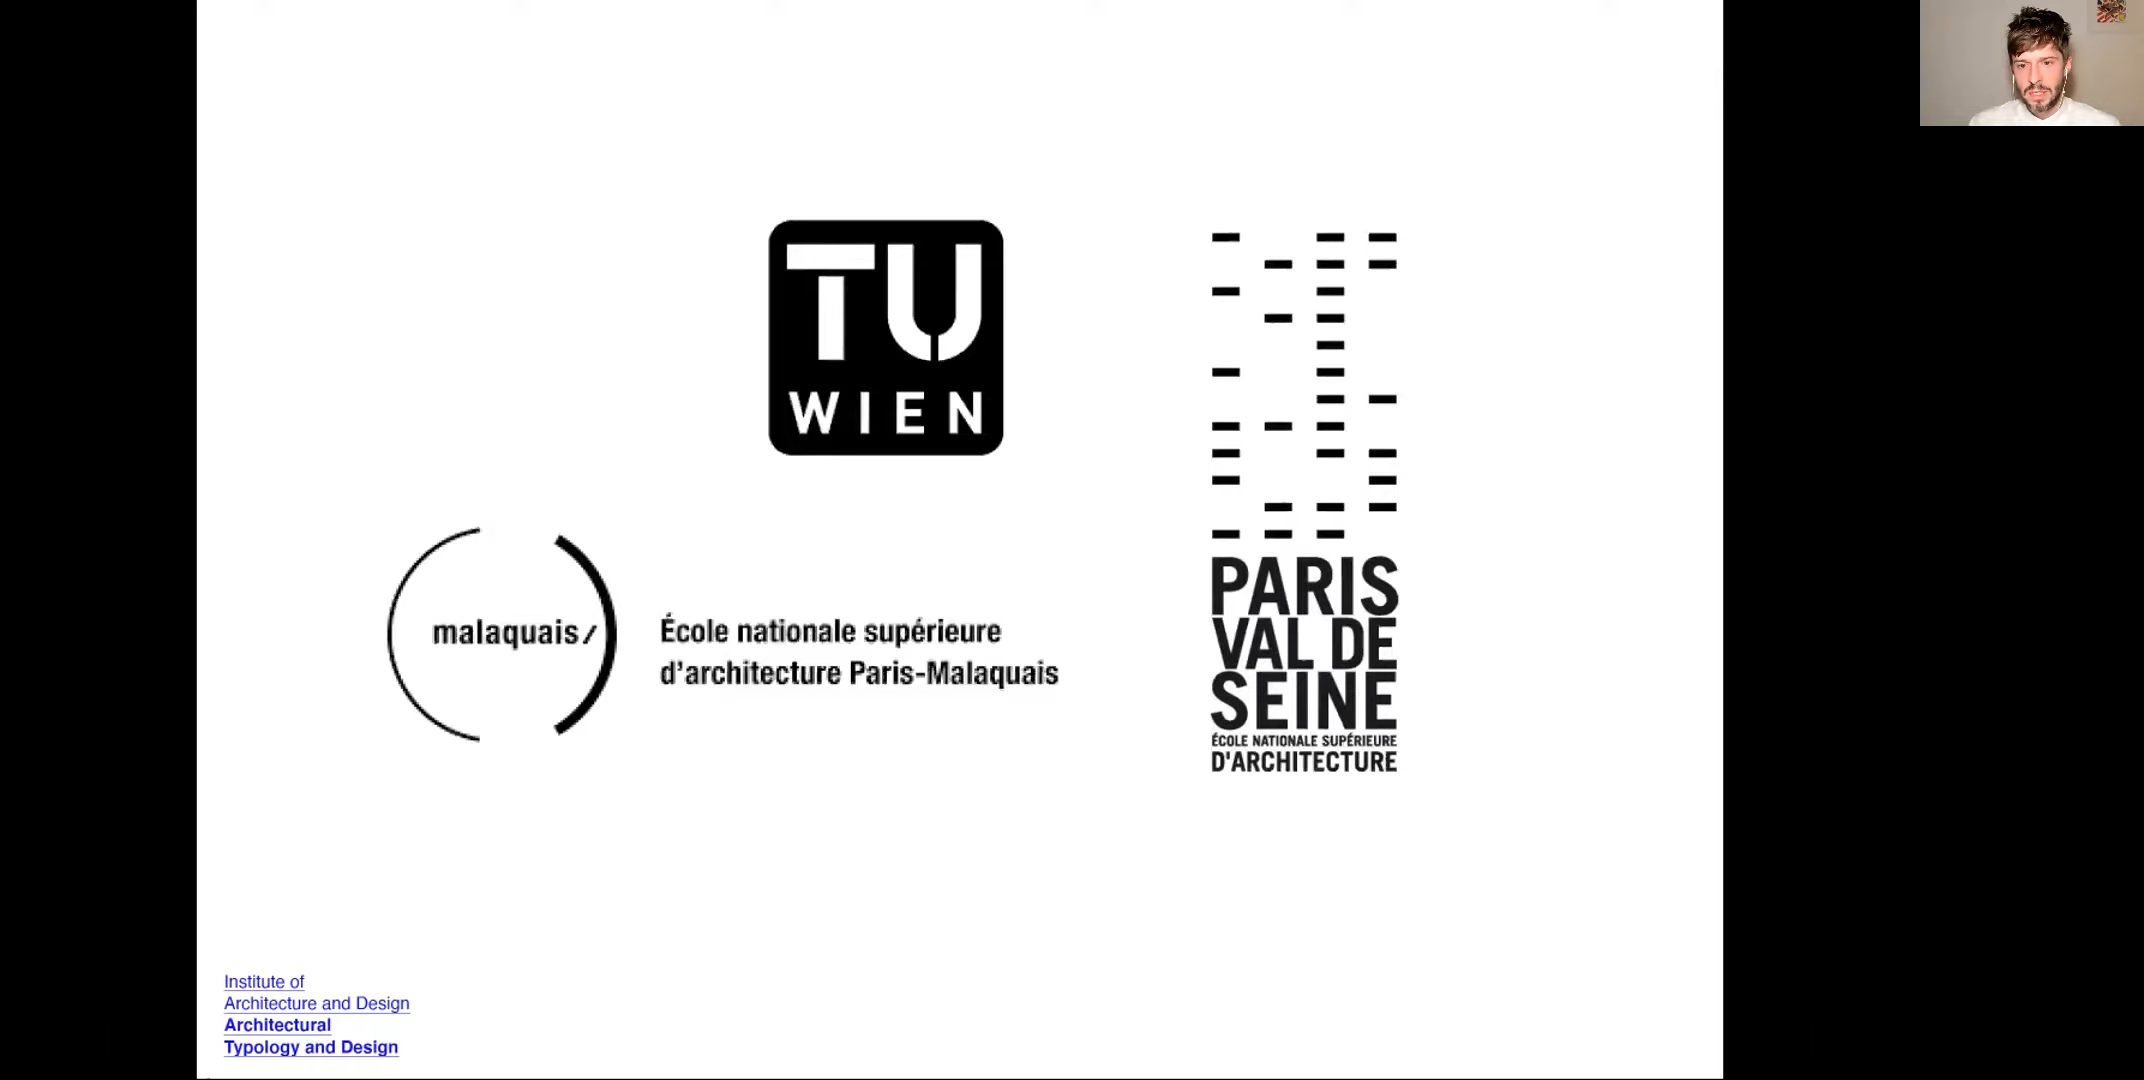 TU
WIEN
malaquais/
École nationale supérieure
d'architecture Paris-Malaquais
PARIS
VAL DE
SEINE
ÉCOLE NATIONALE SUPÉRIEURE
D'ARCHITECTURE
Institute of
Architecture and Design
Architectural
Typology and Design